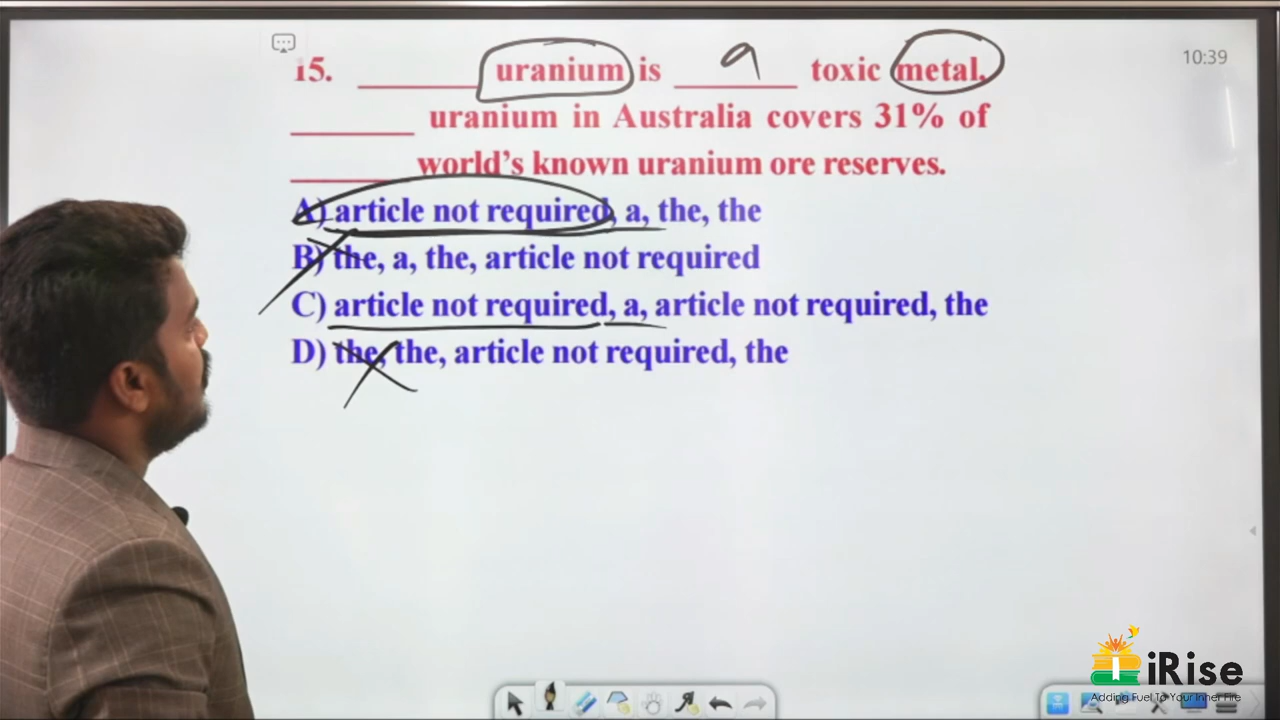 10:39
15. ________ uranium is ____a____ toxic metal.
________ uranium in Australia covers 31% of
________ world's known uranium ore reserves.
A) article not required, a, the, the
B) the, a, the, article not required
C) article not required, a, article not required, the
D) the, the, article not required, the
iRise
Adding Fuel To Your Inner Fire